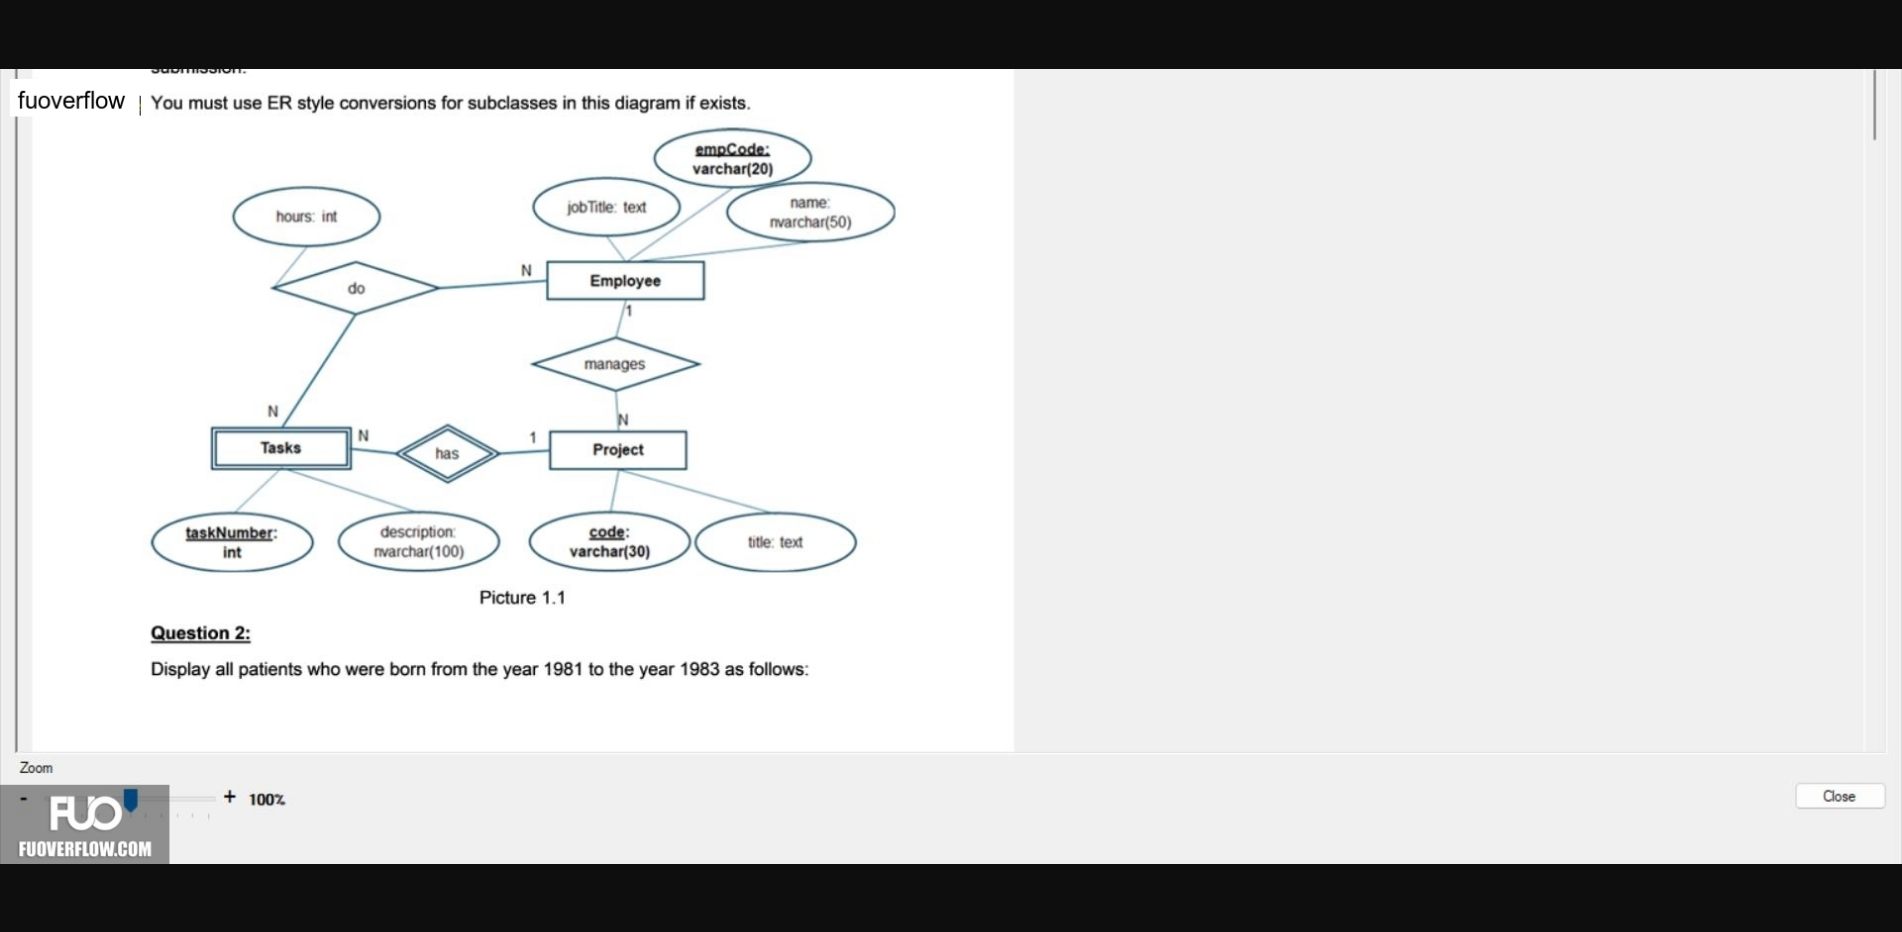 submission.
fuoverflow
You must use ER style conversions for subclasses in this diagram if exists.
empCode:
varchar(20)
jobTitle: text
name:
nvarchar(50)
hours: int
do
N
Employee
1
manages
N
N
Tasks
N
has
1
Project
taskNumber:
int
description:
nvarchar(100)
code:
varchar(30)
title: text
Picture 1.1
Question 2:
Display all patients who were born from the year 1981 to the year 1983 as follows:
Zoom
- + 100%
Close
FUO
FUOVERFLOW.COM